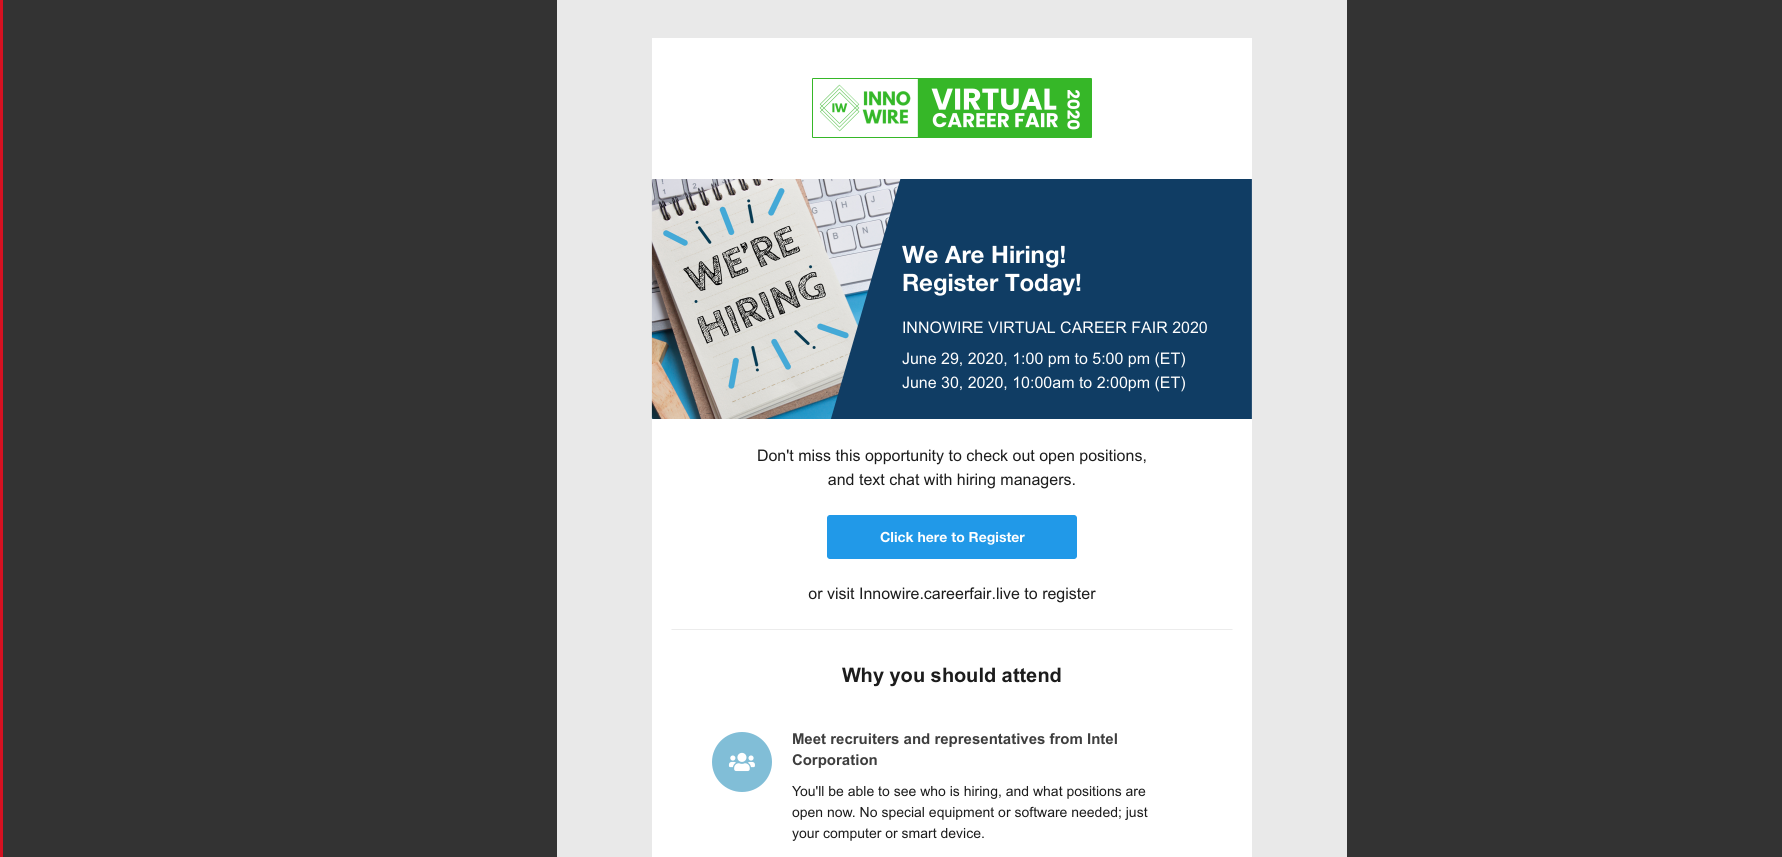 IW
INNO
WIRE
VIRTUAL
CAREER FAIR
2020
WE'RE
HIRING
G H J
B N
We Are Hiring!
Register Today!
INNOWIRE VIRTUAL CAREER FAIR 2020
June 29, 2020, 1:00 pm to 5:00 pm (ET)
June 30, 2020, 10:00am to 2:00pm (ET)
Don't miss this opportunity to check out open positions,
and text chat with hiring managers.
Click here to Register
or visit Innowire.careerfair.live to register
Why you should attend
Meet recruiters and representatives from Intel
Corporation
You'll be able to see who is hiring, and what positions are
open now. No special equipment or software needed; just
your computer or smart device.